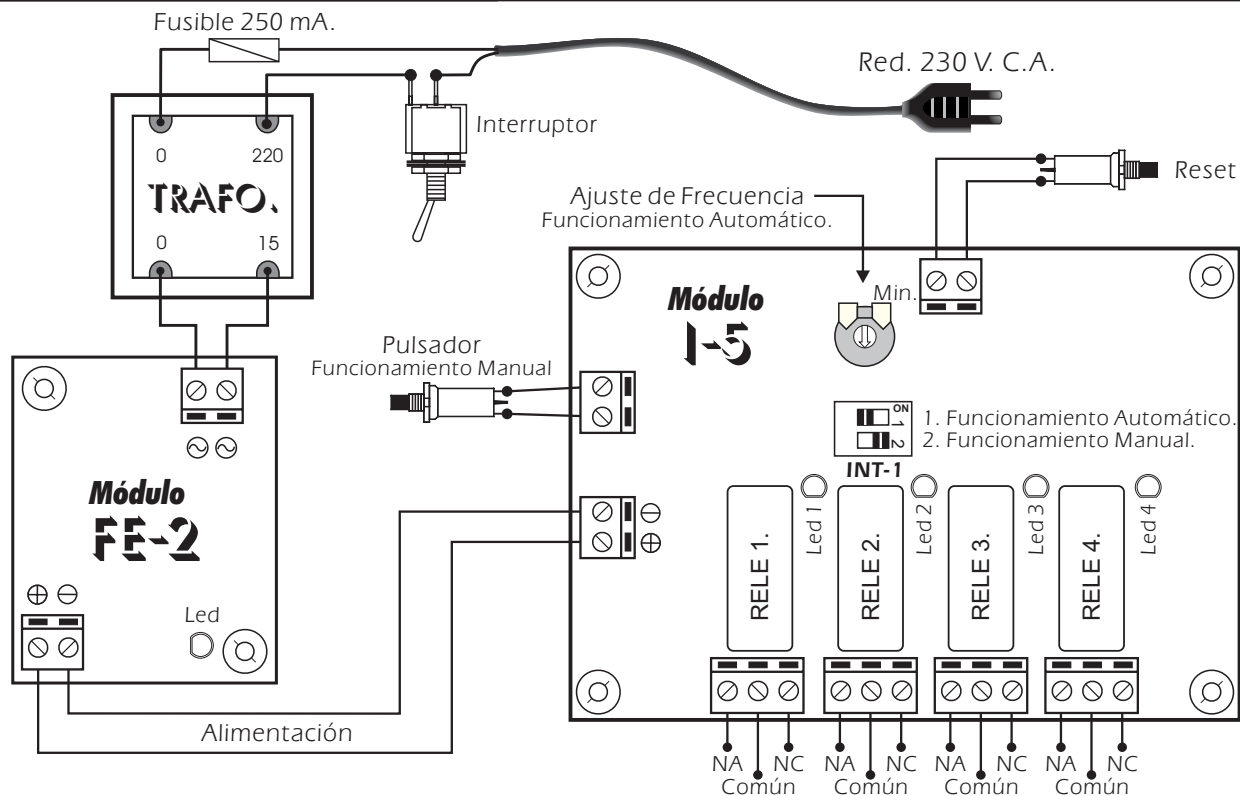 Fusible 250 mA.
Red. 230 V. C.A.
Interruptor
0 220
TRAFO.
0 15
Reset
Ajuste de Frecuencia
Funcionamiento Automático.
Min.
Módulo
I-5
Pulsador
Funcionamiento Manual
ON
1
2
1. Funcionamiento Automático.
2. Funcionamiento Manual.
INT-1
Módulo
FE-2
Led
Alimentación
RELE 1.
Led 1
RELE 2.
Led 2
RELE 3.
Led 3
RELE 4.
Led 4
NA NC NA NC NA NC NA NC
Común Común Común Común